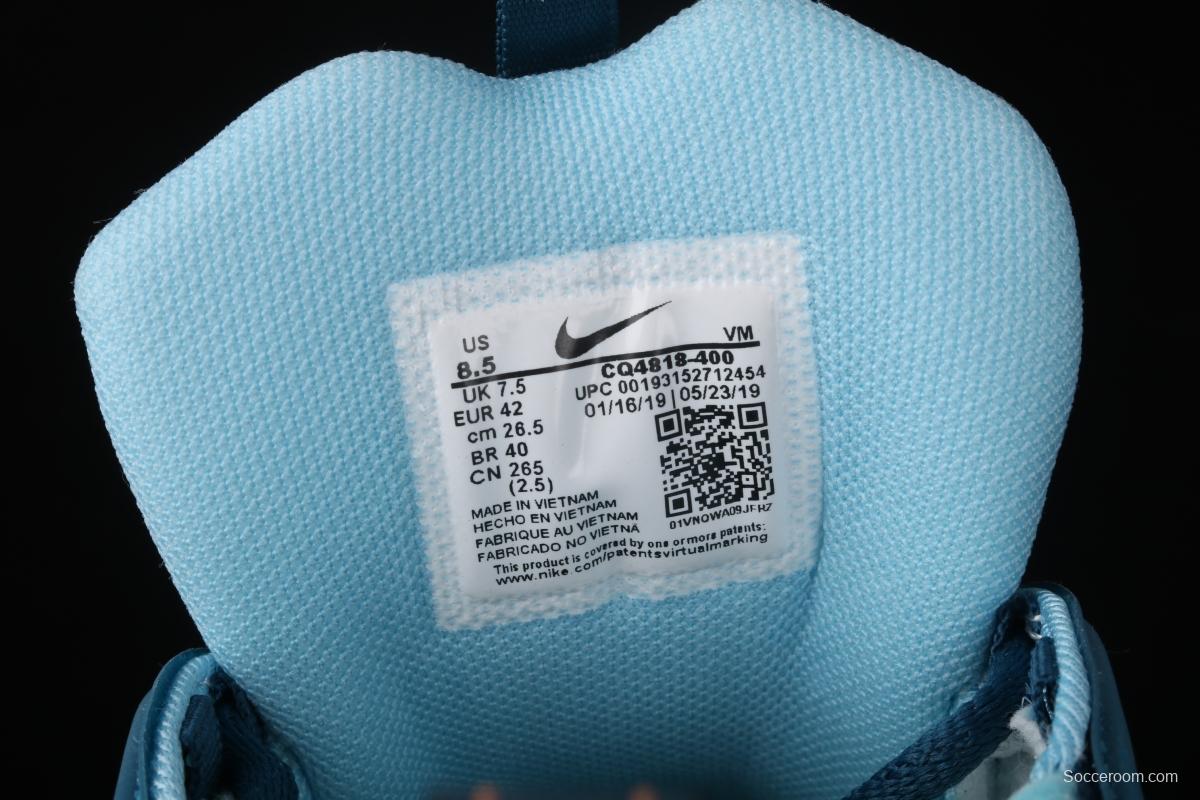 US
8.5
VM
CQ4818-400
UK 7.5
UPC 00193152712454
EUR 42
01/16/19 | 05/23/19
cm 26.5
BR 40
CN 265
(2.5)
MADE IN VIETNAM
HECHO EN VIETNAM
FABRIQUE AU VIETNAM
FABRICADO NO VIETNÃ
This product is covered by one or more patents:
www.nike.com/patentsvirtualmarking
Socceroom.com